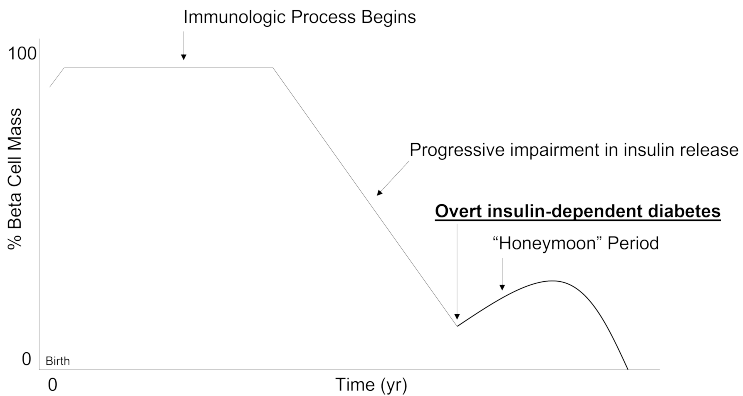 Immunologic Process Begins
100
Progressive impairment in insulin release
% Beta Cell Mass
Overt insulin-dependent diabetes
“Honeymoon” Period
0
Birth
0
Time (yr)